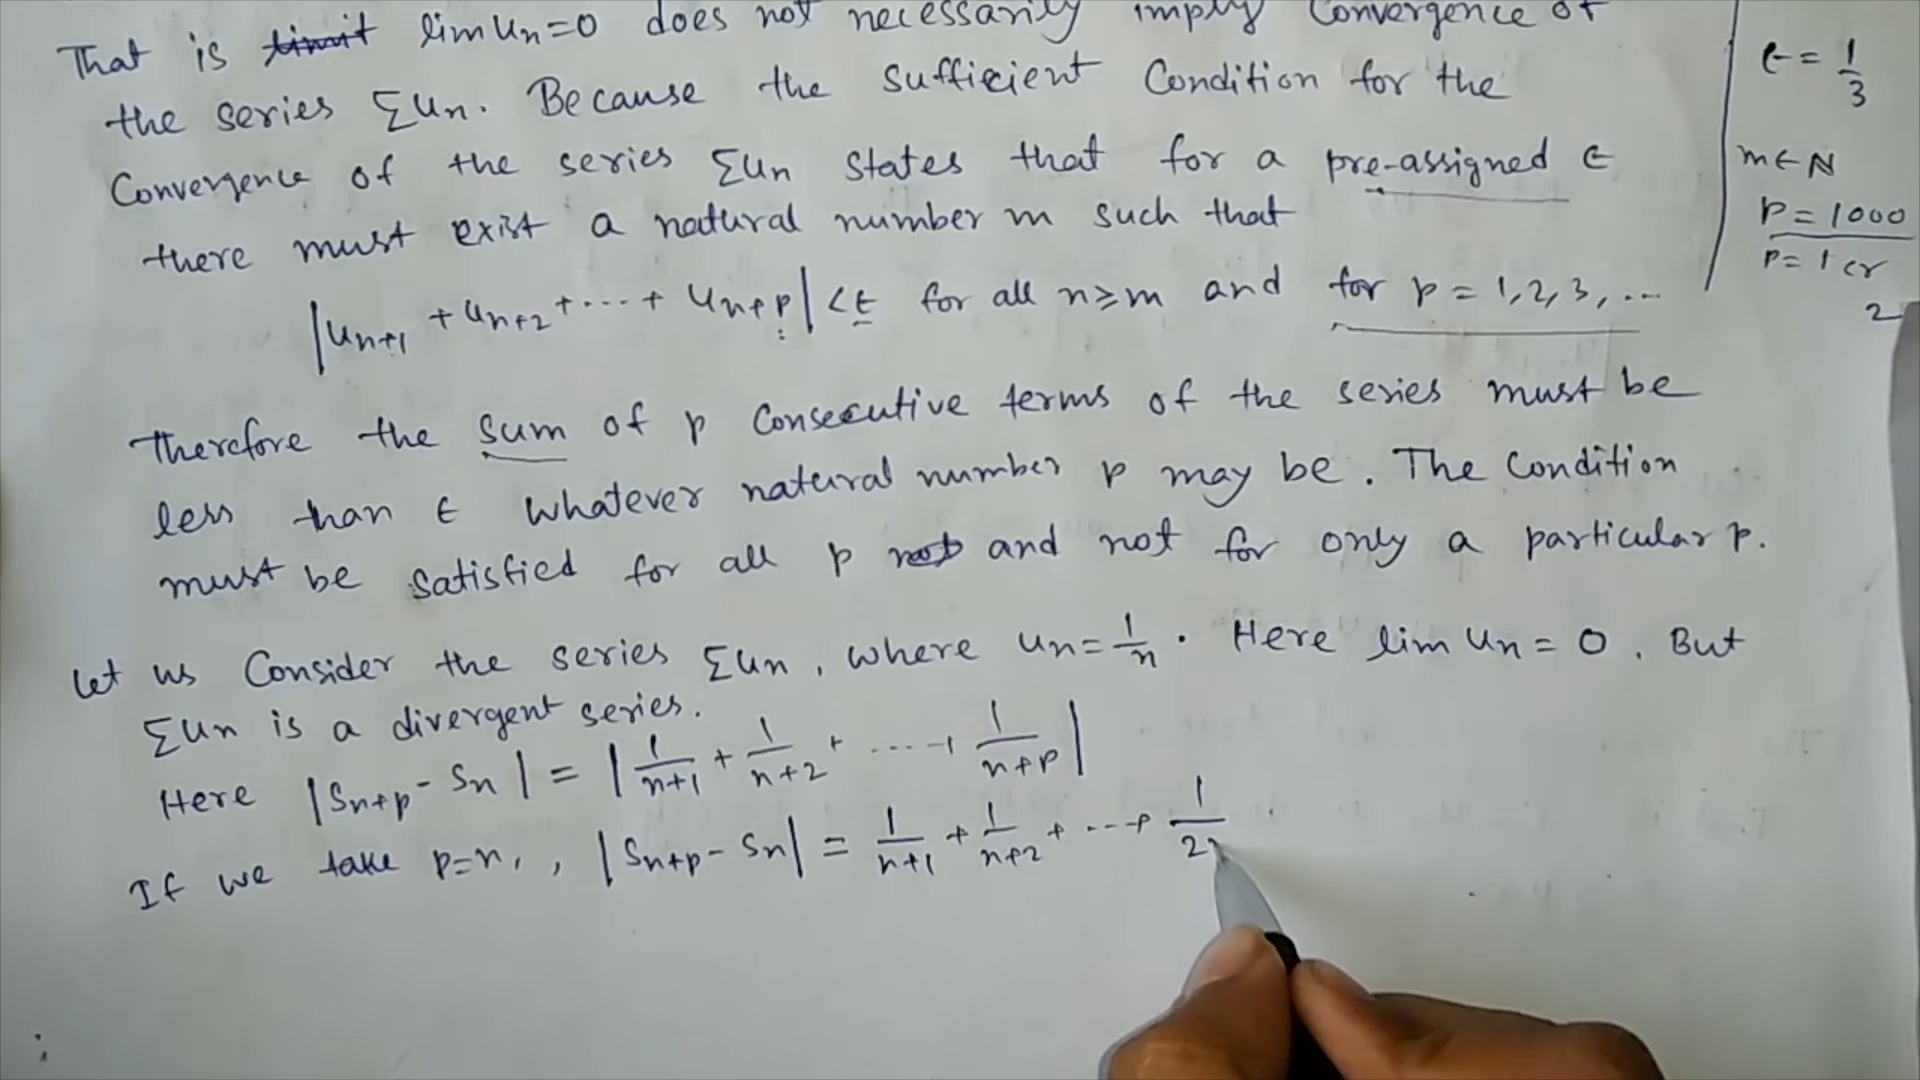 That is limit lim un=0 does not necessarily imply Convergence of
the series Σun. Because the sufficient Condition for the
Convergence of the series Σun states that for a pre-assigned ϵ
there must exist a natural number m such that
|un+1 + un+2 + .... + un+p| < ϵ for all n≥m and for p = 1,2,3,...
Therefore the sum of p Consecutive terms of the series must be
less than ϵ whatever natural number p may be. The Condition
must be satisfied for all p not and not for only a particular p.
Let us Consider the series Σun, where un = 1/n. Here lim un = 0. But
Σun is a divergent series.
Here |Sn+p - Sn| = |1/n+1 + 1/n+2 + ....+ 1/n+p|
If we take p=n, , |Sn+p - Sn| = 1/n+1 + 1/n+2 + ...+ 1/2
ϵ = 1/3
m ϵ N
p = 1000
p = 1 cr
2